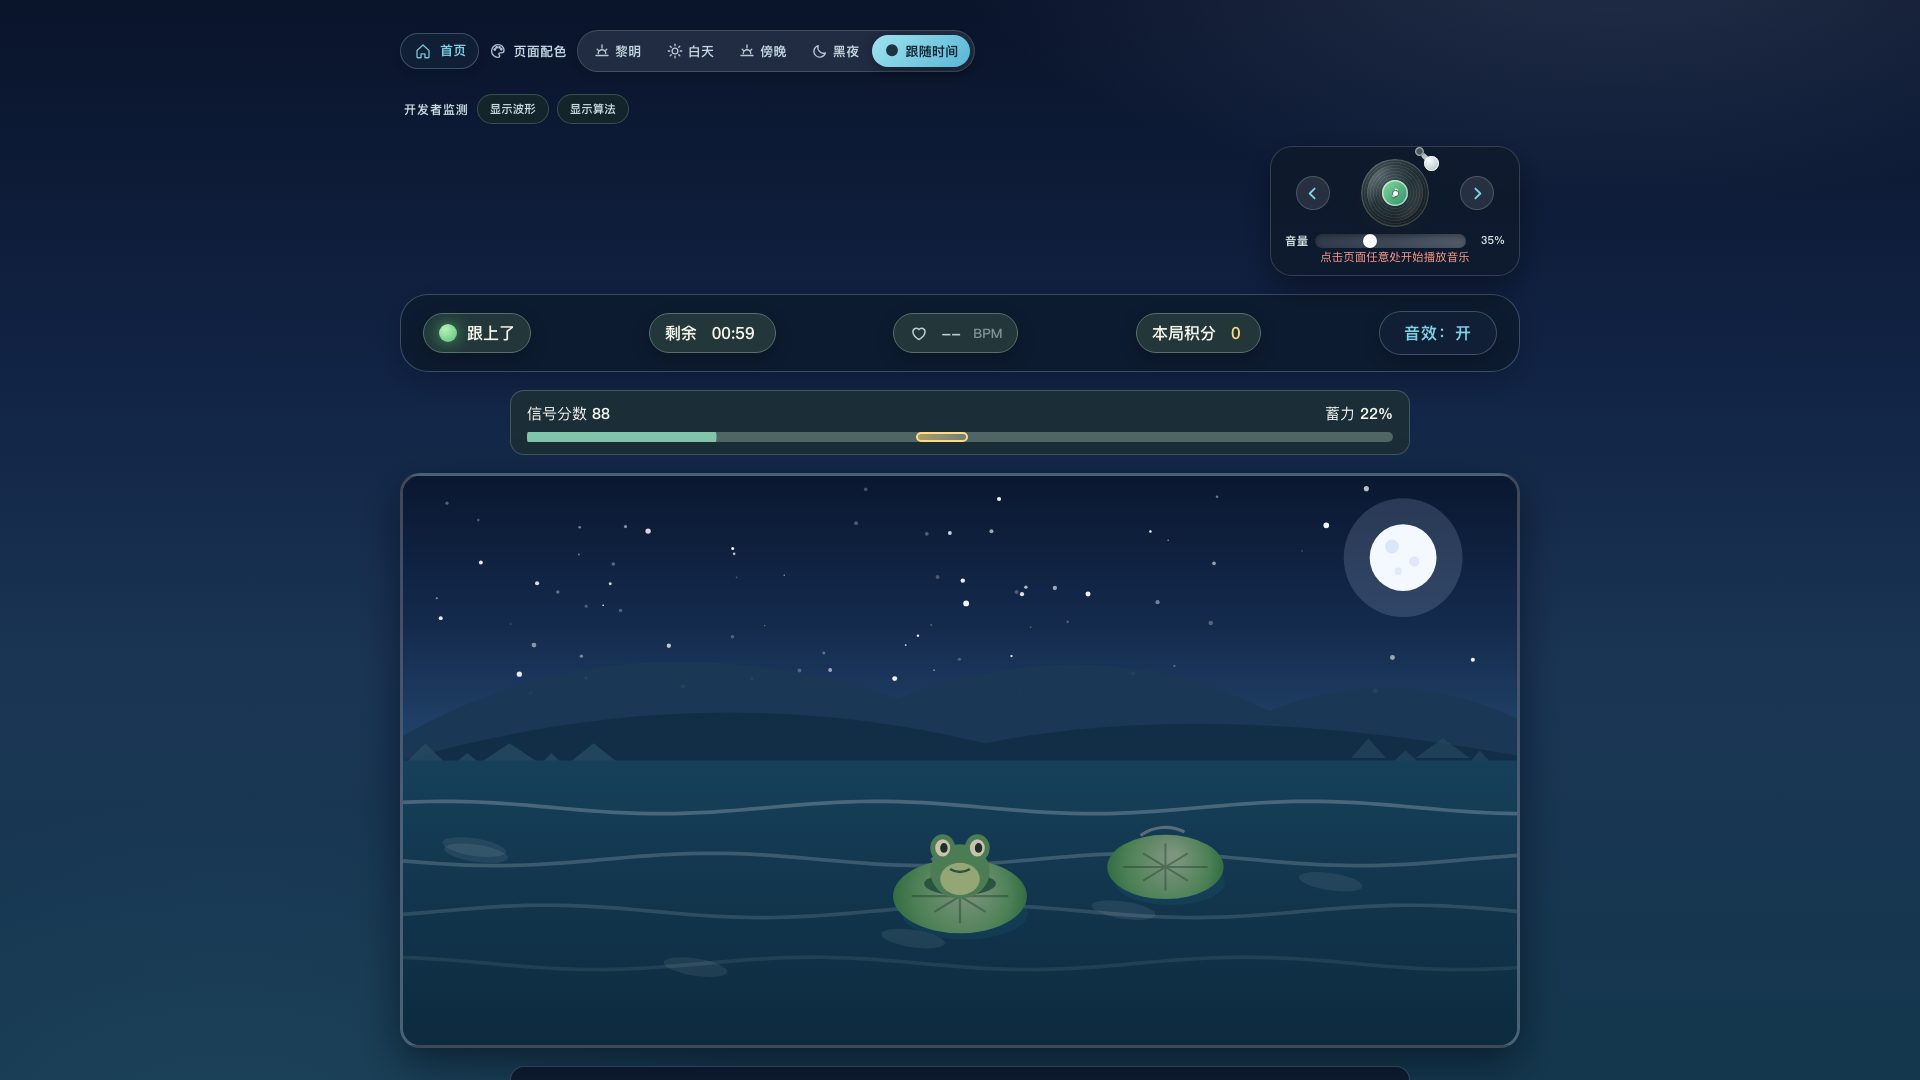 首页 页面配色 黎明 白天 傍晚 黑夜 跟随时间
开发者监测 显示波形 显示算法
音量 35%
点击页面任意处开始播放音乐
跟上了 剩余 00:59 -- BPM 本局积分 0 音效：开
信号分数 88 蓄力 22%